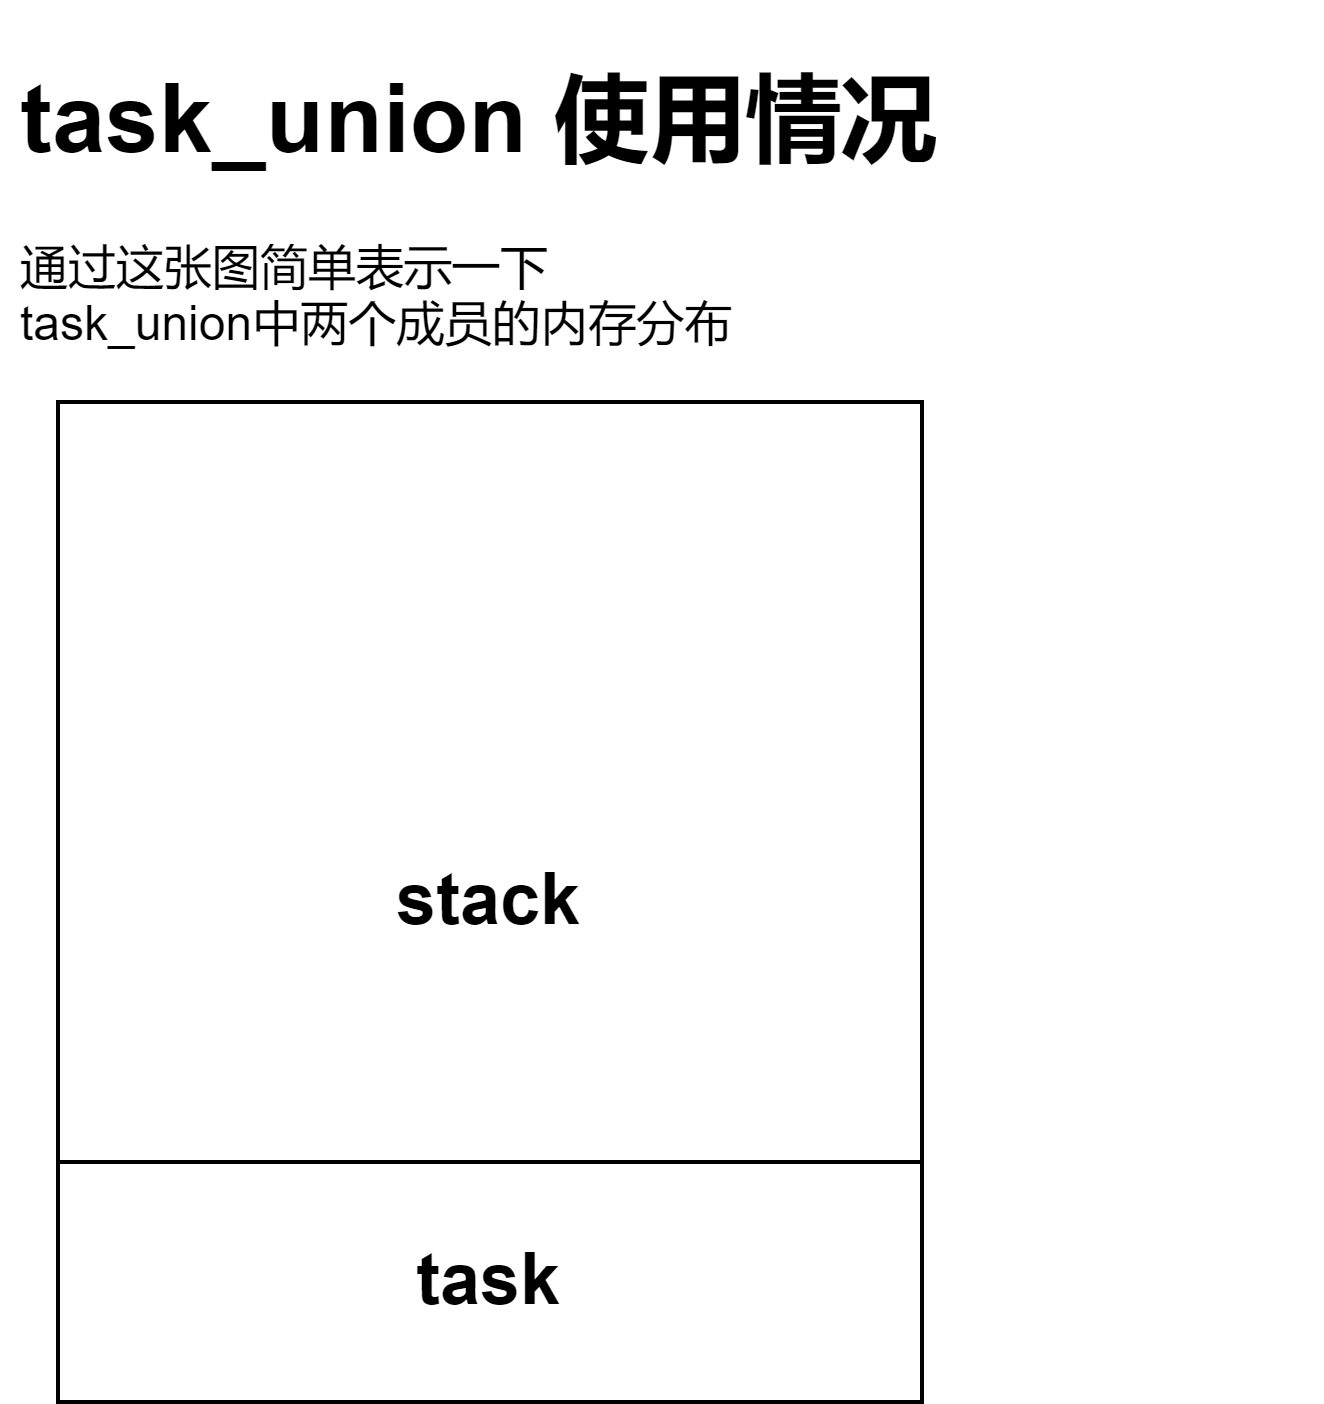 task_union 使用情况
通过这张图简单表示一下
task_union中两个成员的内存分布
stack
task